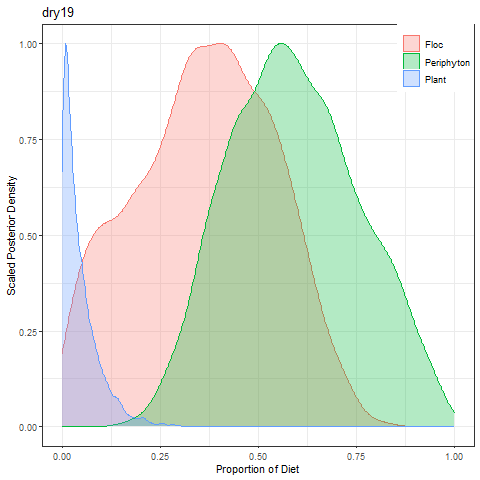 dry19
Floc
Periphyton
Plant
1.00
0.75
0.50
0.25
0.00
Scaled Posterior Density
0.00 0.25 0.50 0.75 1.00
Proportion of Diet